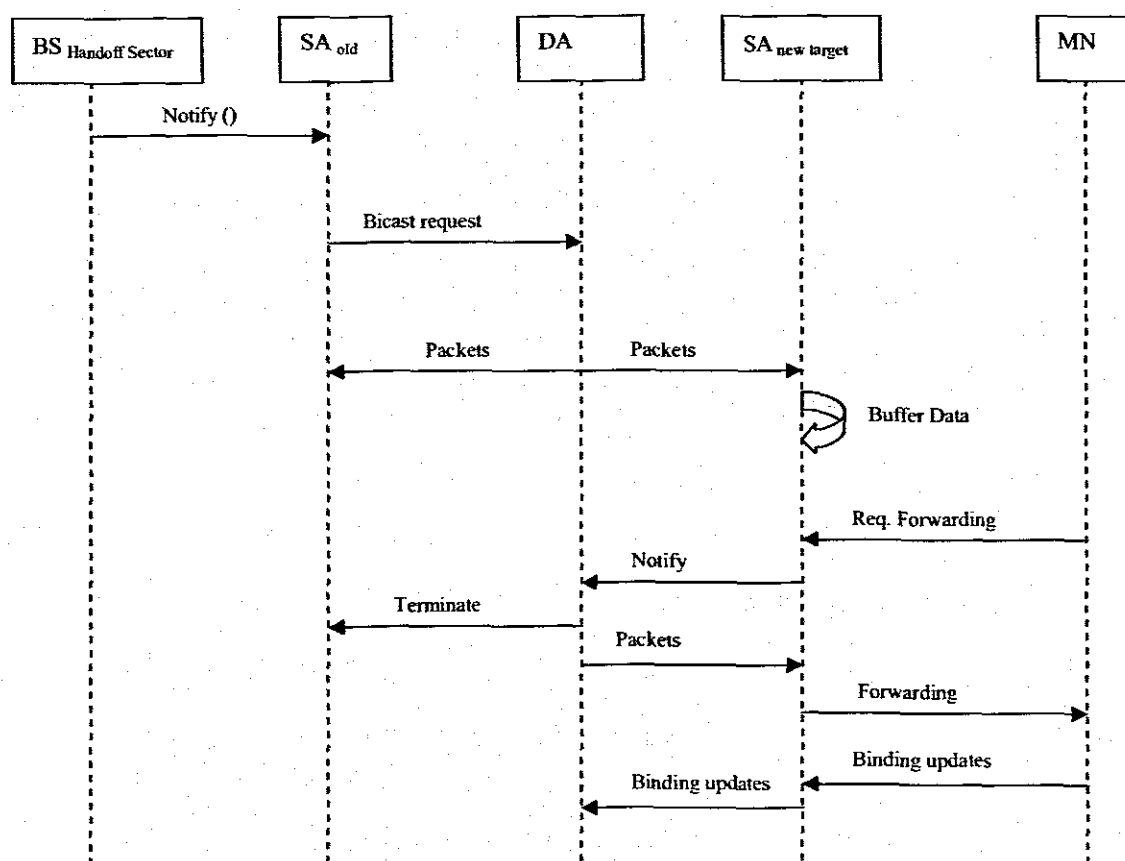 BS Handoff Sector
SA old
DA
SA new target
MN
Notify ()
Bicast request
Packets
Packets
Buffer Data
Req. Forwarding
Notify
Terminate
Packets
Forwarding
Binding updates
Binding updates